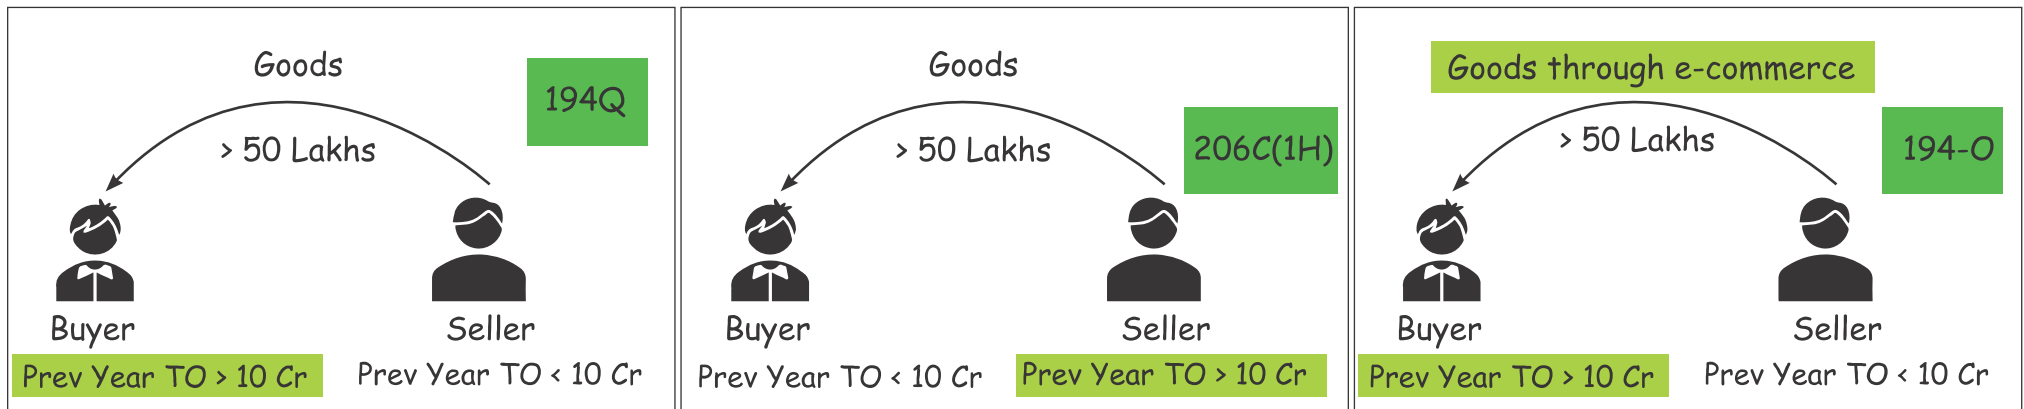 Goods
194Q
> 50 Lakhs
Buyer
Seller
Prev Year TO > 10 Cr
Prev Year TO < 10 Cr
Goods
206C(1H)
> 50 Lakhs
Buyer
Seller
Prev Year TO < 10 Cr
Prev Year TO > 10 Cr
Goods through e-commerce
194-O
> 50 Lakhs
Buyer
Seller
Prev Year TO > 10 Cr
Prev Year TO < 10 Cr